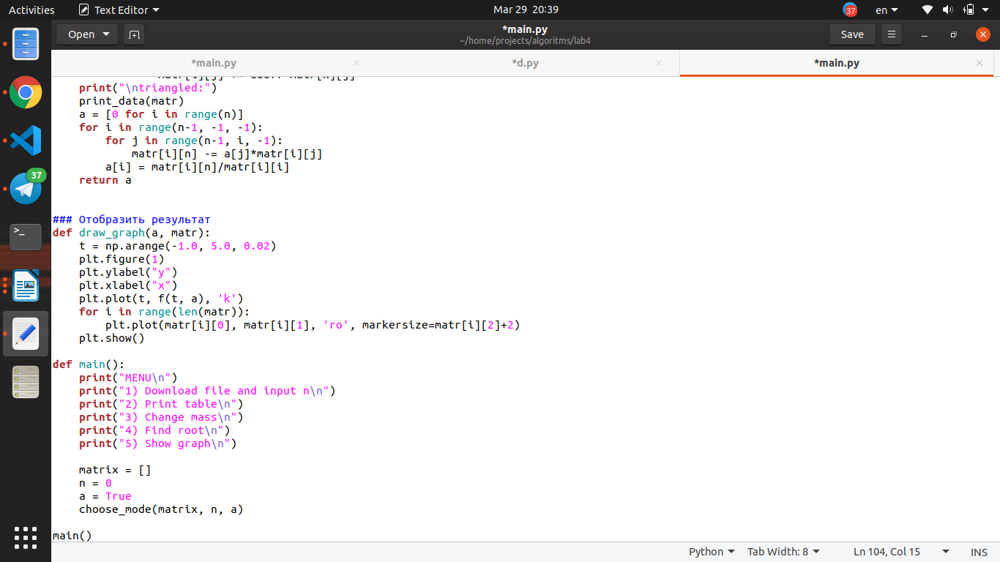 Activities Text Editor Mar 29 20:39 37 en
Open *main.py Save
~/home/projects/algoritms/lab4
*main.py *d.py *main.py
    print("\ntriangled:")
    print_data(matr)
    a = [0 for i in range(n)]
    for i in range(n-1, -1, -1):
        for j in range(n-1, i, -1):
            matr[i][n] -= a[j]*matr[i][j]
        a[i] = matr[i][n]/matr[i][i]
    return a
37
### Отобразить результат
def draw_graph(a, matr):
    t = np.arange(-1.0, 5.0, 0.02)
    plt.figure(1)
    plt.ylabel("y")
    plt.xlabel("x")
    plt.plot(t, f(t, a), 'k')
    for i in range(len(matr)):
        plt.plot(matr[i][0], matr[i][1], 'ro', markersize=matr[i][2]+2)
    plt.show()
def main():
    print("MENU\n")
    print("1) Download file and input n\n")
    print("2) Print table\n")
    print("3) Change mass\n")
    print("4) Find root\n")
    print("5) Show graph\n")
    matrix = []
    n = 0
    a = True
    choose_mode(matrix, n, a)
main()
Python Tab Width: 8 Ln 104, Col 15 INS